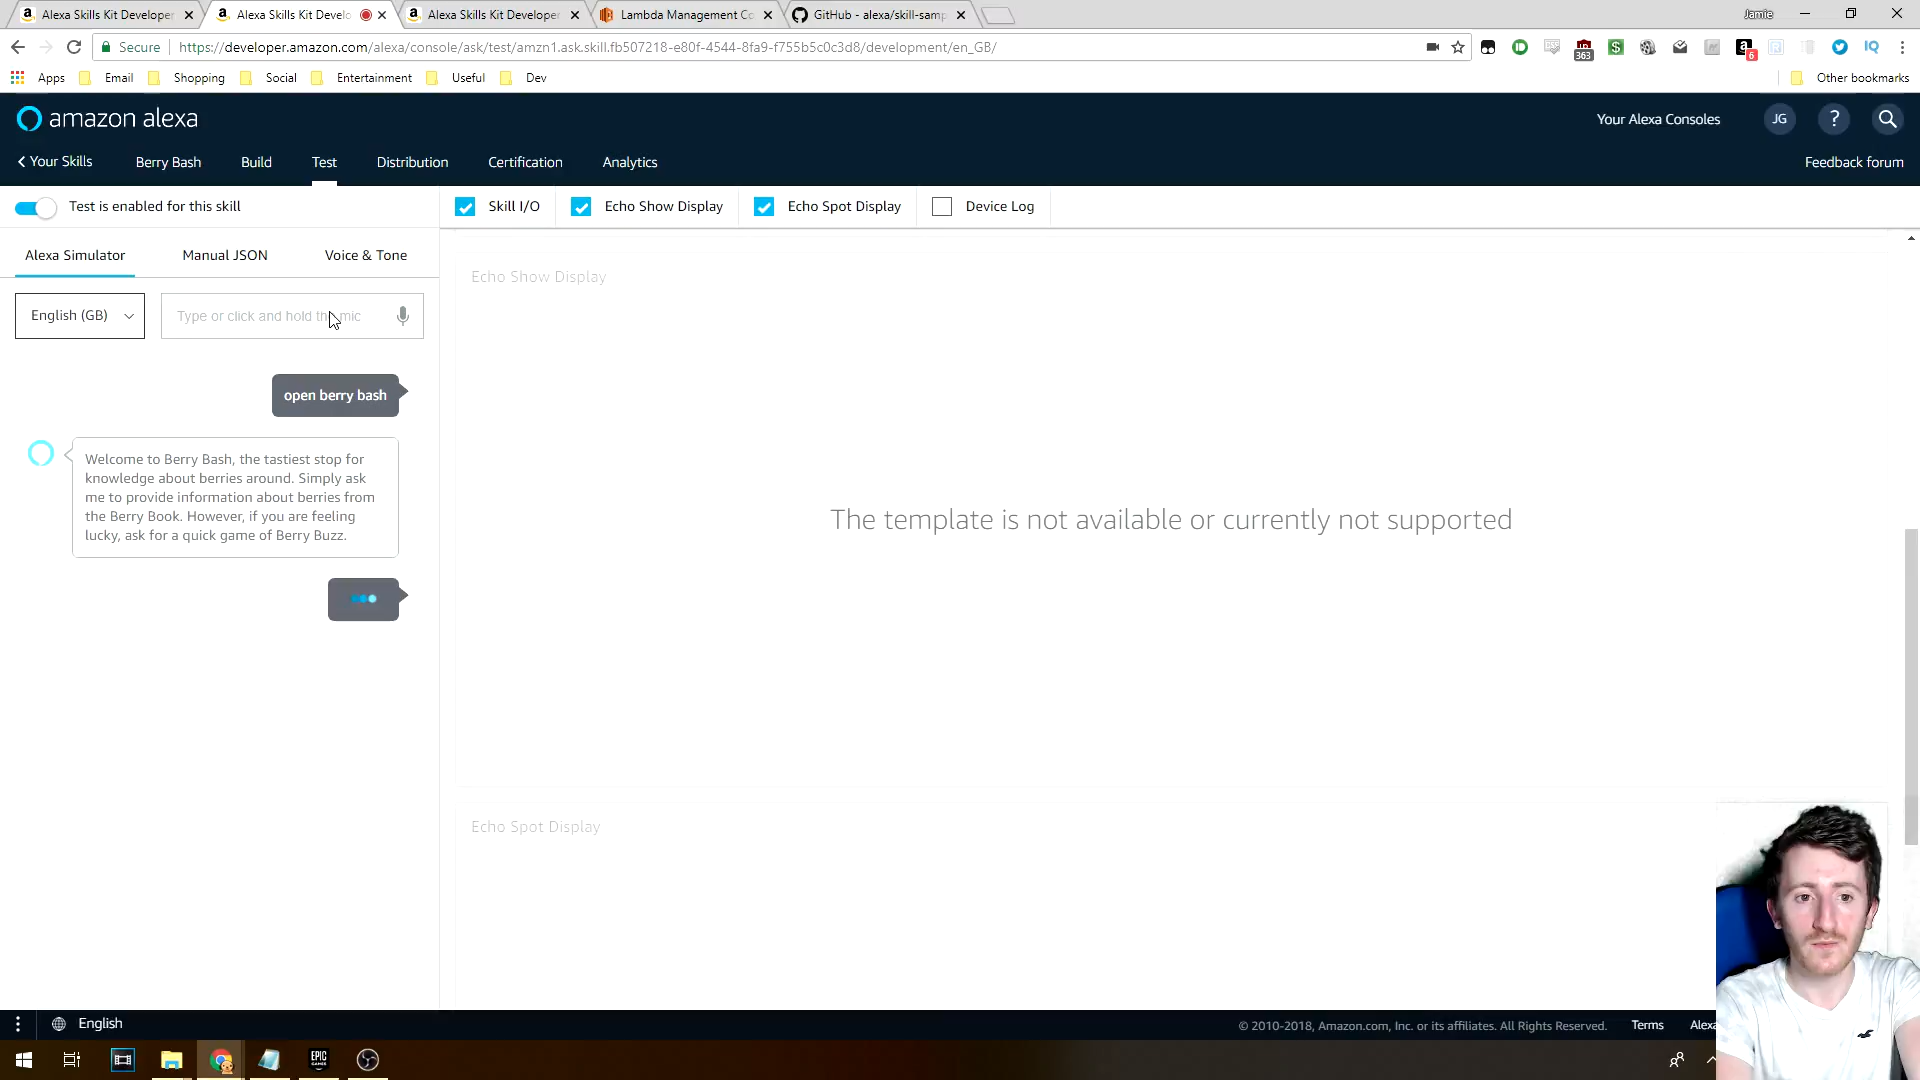 Alexa Skills Kit Developer
Alexa Skills Kit Develo
Alexa Skills Kit Developer
Lambda Management Co
GitHub - alexa/skill-samp
Jamie
Secure
https://developer.amazon.com/alexa/console/ask/test/amzn1.ask.skill.fb507218-e80f-4544-8fa9-f755b5c0c3d8/development/en_GB/
363
6
Apps
Email
Shopping
Social
Entertainment
Useful
Dev
Other bookmarks
amazon alexa
Your Alexa Consoles
JG
?
Your Skills
Berry Bash
Build
Test
Distribution
Certification
Analytics
Feedback forum
Test is enabled for this skill
Skill I/O
Echo Show Display
Echo Spot Display
Device Log
Alexa Simulator
Manual JSON
Voice & Tone
English (GB)
Type or click and hold the mic
Echo Show Display
open berry bash
Welcome to Berry Bash, the tastiest stop for
knowledge about berries around. Simply ask
me to provide information about berries from
the Berry Book. However, if you are feeling
lucky, ask for a quick game of Berry Buzz.
The template is not available or currently not supported
Echo Spot Display
English
© 2010-2018, Amazon.com, Inc. or its affiliates. All Rights Reserved.
Terms
Alexa
EPIC
GAMES